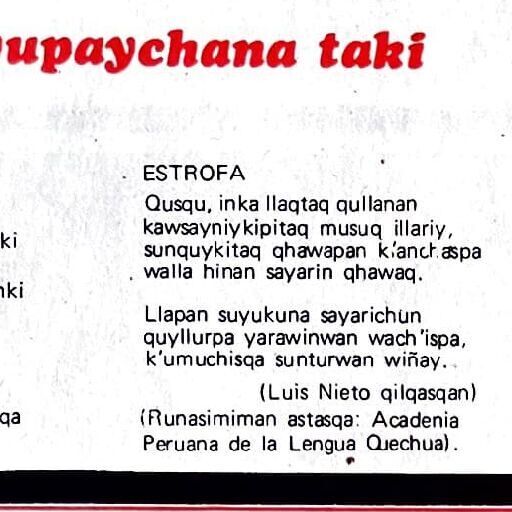 yupaychana taki
ESTROFA
Qusqu, inka llaqtaq qullanan
kawsayniykipitaq musuq illariy,
sunquykitaq qhawapan k'anchaspa
walla hinan sayarin qhawaq.
Llapan suyukuna sayarichun
quyllurpa yarawinwan wach'ispa,
k'umuchisqa sunturwan wiñay.
(Luis Nieto qilqasqan)
(Runasimiman astasqa: Acadenia
Peruana de la Lengua Quechua).
ki
nki
qa